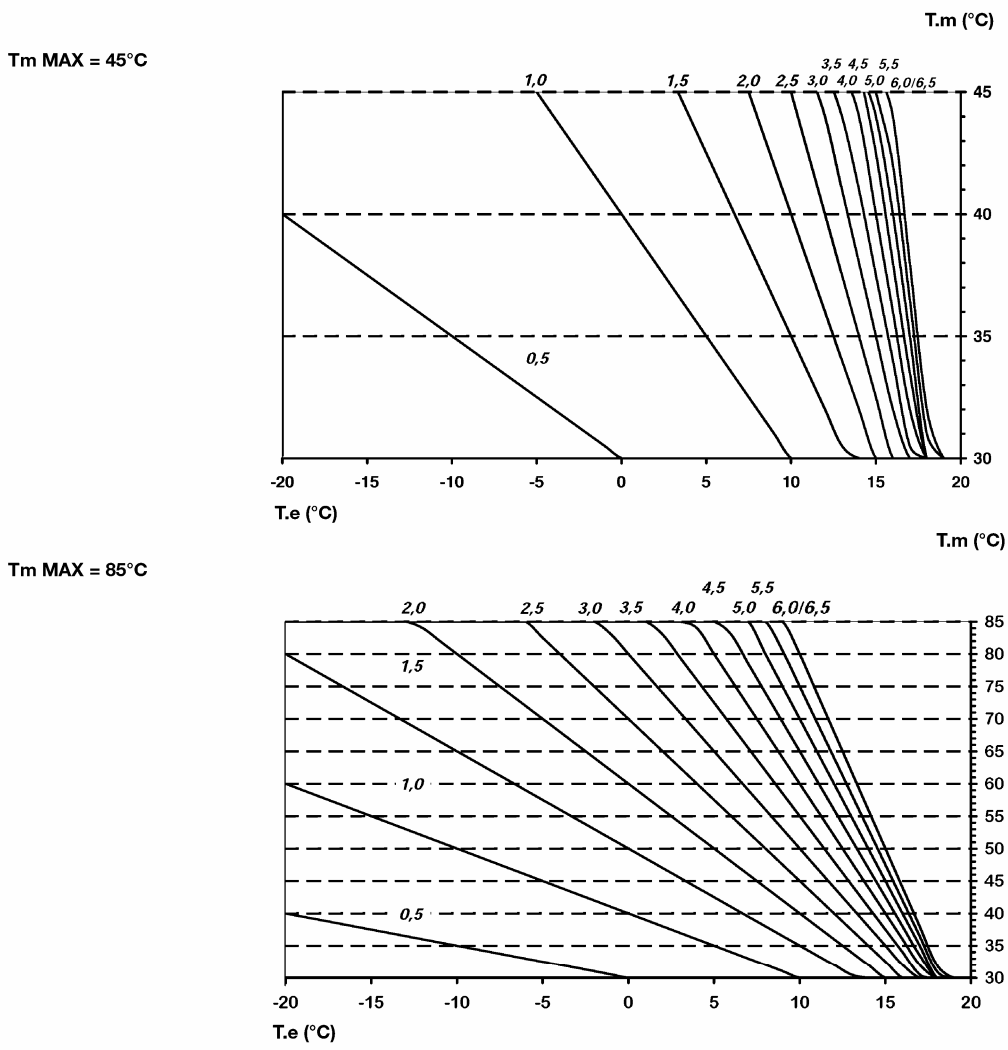 T.m (°C)
Tm MAX = 45°C
3,5 4,5 5,5
1,0 1,5 2,0 2,5 3,0 4,0 5,0 6,0/6,5
45
40
35
0,5
30
-20 -15 -10 -5 0 5 10 15 20
T.e (°C)
T.m (°C)
Tm MAX = 85°C
4,5 5,5
2,0 2,5 3,0 3,5 4,0 5,0 6,0/6,5
85
80
1,5
75
70
65
1,0 60
55
50
45
0,5 40
35
30
-20 -15 -10 -5 0 5 10 15 20
T.e (°C)